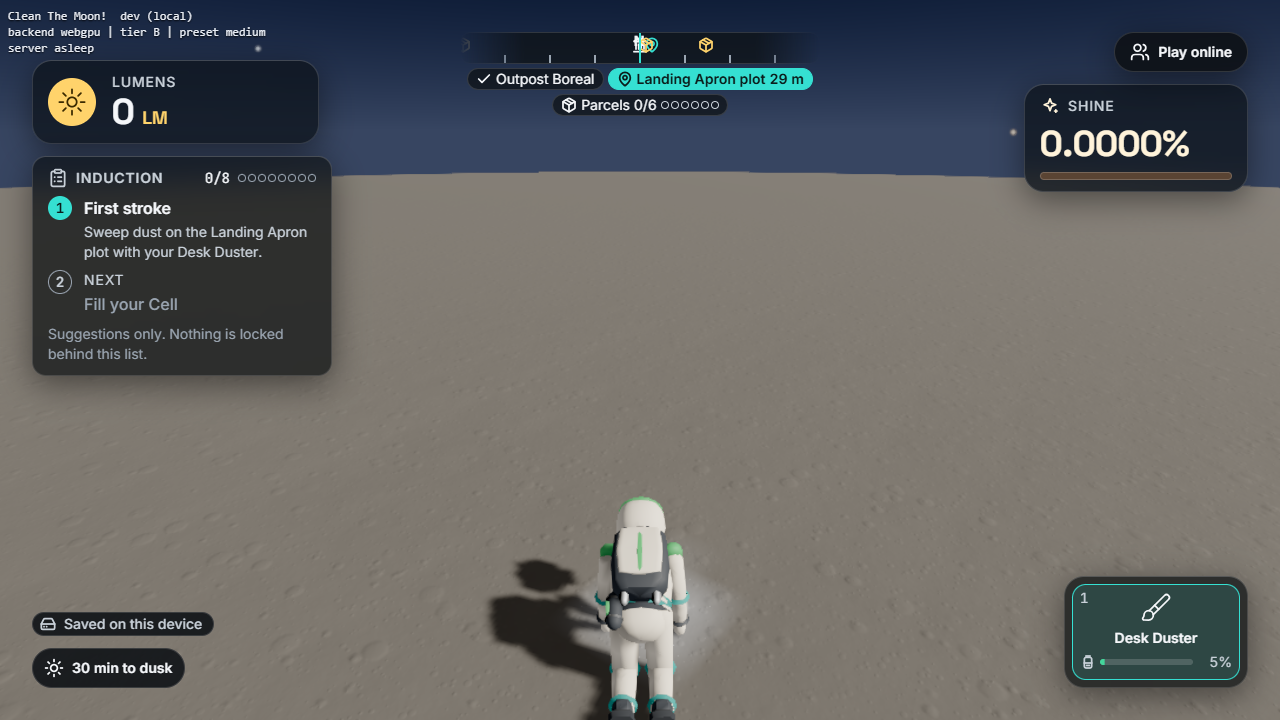 Clean The Moon! dev (local)
backend webgpu | tier B | preset medium
server asleep
LUMENS
0 LM
INDUCTION 0/8
1 First stroke
Sweep dust on the Landing Apron
plot with your Desk Duster.
2 NEXT
Fill your Cell
Suggestions only. Nothing is locked
behind this list.
Outpost Boreal
Landing Apron plot 29 m
Parcels 0/6
Play online
SHINE
0.0000%
Saved on this device
30 min to dusk
1
Desk Duster
5%